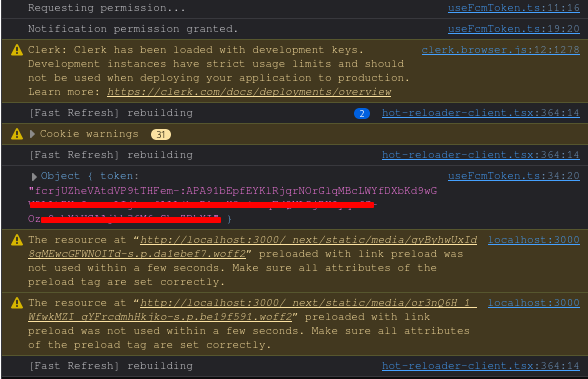 Requesting permission... useFcmToken.ts:11:16
Notification permission granted. useFcmToken.ts:19:20
Clerk: Clerk has been loaded with development keys. clerk.browser.js:12:1278
Development instances have strict usage limits and should
not be used when deploying your application to production.
Learn more: https://clerk.com/docs/deployments/overview
[Fast Refresh] rebuilding 2 hot-reloader-client.tsx:364:14
Cookie warnings 31
[Fast Refresh] rebuilding hot-reloader-client.tsx:364:14
Object { token: useFcmToken.ts:34:20
"fcrjUZheVAtdVP9tTHFem-:APA91bEpfEYKlRjqrNOrGlqMBcLWYfDXbKd9wG
}
The resource at “http://localhost:3000/_next/static/media/gyByhwUxId localhost:3000
8gMEwcGFWNOITd-s.p.da1ebef7.woff2” preloaded with link preload was
not used within a few seconds. Make sure all attributes of the
preload tag are set correctly.
The resource at “http://localhost:3000/_next/static/media/or3nQ6H_1_ localhost:3000
WfwkMZI_qYFrcdmhHkjko-s.p.be19f591.woff2” preloaded with link
preload was not used within a few seconds. Make sure all attributes
of the preload tag are set correctly.
[Fast Refresh] rebuilding hot-reloader-client.tsx:364:14